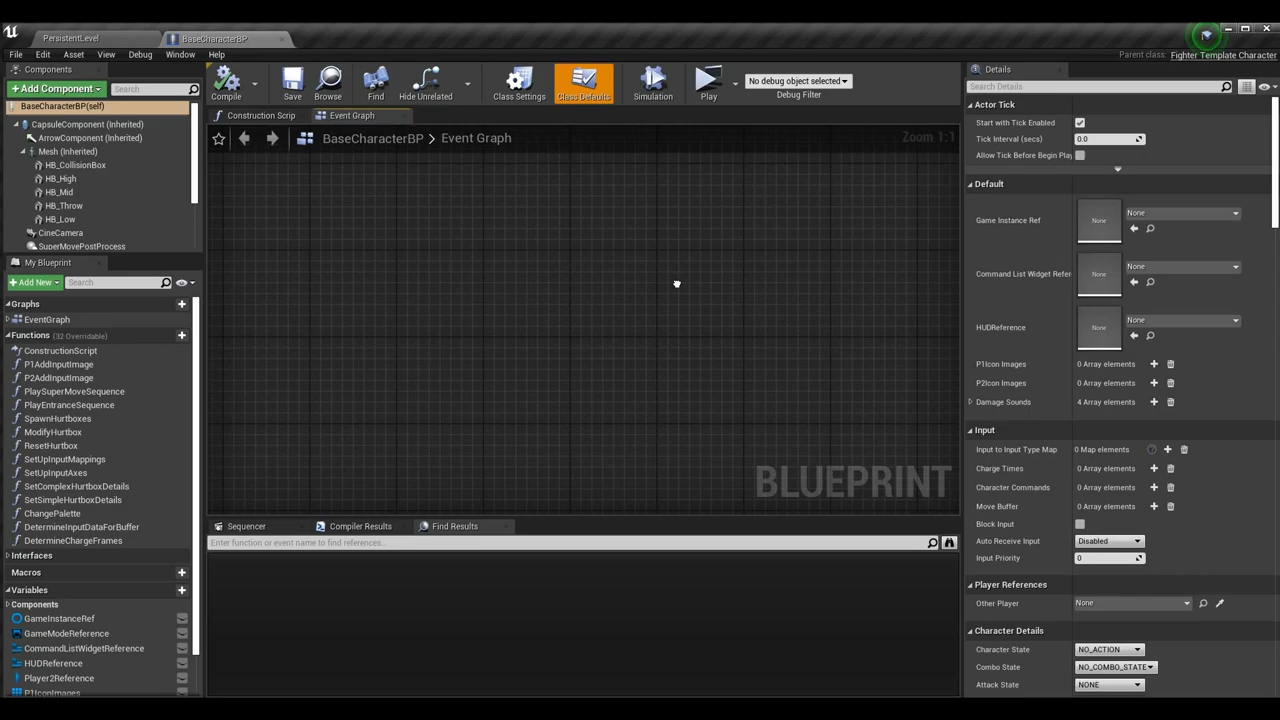 PersistentLevel
BaseCharacterBP
File Edit Asset View Debug Window Help
Parent class: Fighter Template Character
Components
+ Add Component
Search
BaseCharacterBP(self)
CapsuleComponent (Inherited)
ArrowComponent (Inherited)
Mesh (Inherited)
HB_CollisionBox
HB_High
HB_Mid
HB_Throw
HB_Low
CineCamera
SuperMovePostProcess
My Blueprint
+ Add New
Search
Graphs
EventGraph
Functions (32 Overridable)
ConstructionScript
P1AddInputImage
P2AddInputImage
PlaySuperMoveSequence
PlayEntranceSequence
SpawnHurtboxes
ModifyHurtbox
ResetHurtbox
SetUpInputMappings
SetUpInputAxes
SetComplexHurtboxDetails
SetSimpleHurtboxDetails
ChangePalette
DetermineInputDataForBuffer
DetermineChargeFrames
Interfaces
Macros
Variables
Components
GameInstanceRef
GameModeReference
CommandListWidgetReference
HUDReference
Player2Reference
P1IconImages
Compile
Save
Browse
Find
Hide Unrelated
Class Settings
Class Defaults
Simulation
Play
No debug object selected
Debug Filter
Construction Scrip
Event Graph
BaseCharacterBP > Event Graph
Zoom 1:1
BLUEPRINT
Sequencer
Compiler Results
Find Results
Enter function or event name to find references...
Details
Search Details
Actor Tick
Start with Tick Enabled
Tick Interval (secs) 0.0
Allow Tick Before Begin Play
Default
Game Instance Ref None None
Command List Widget Refer None None
HUDReference None None
P1Icon Images 0 Array elements
P2Icon Images 0 Array elements
Damage Sounds 4 Array elements
Input
Input to Input Type Map 0 Map elements
Charge Times 0 Array elements
Character Commands 0 Array elements
Move Buffer 0 Array elements
Block Input
Auto Receive Input Disabled
Input Priority 0
Player References
Other Player None
Character Details
Character State NO_ACTION
Combo State NO_COMBO_STATE
Attack State NONE